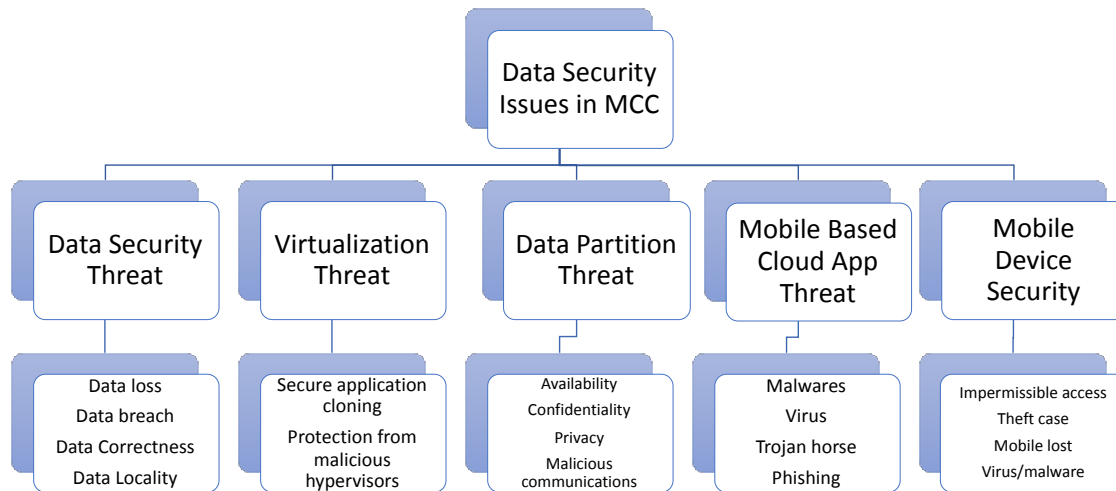 Data Security
Issues in MCC
Data Security
Threat
Virtualization
Threat
Data Partition
Threat
Mobile Based
Cloud App
Threat
Mobile
Device
Security
Data loss
Data breach
Data Correctness
Data Locality
Secure application
cloning
Protection from
malicious
hypervisors
Availability
Confidentiality
Privacy
Malicious
communications
Malwares
Virus
Trojan horse
Phishing
Impermissible access
Theft case
Mobile lost
Virus/malware